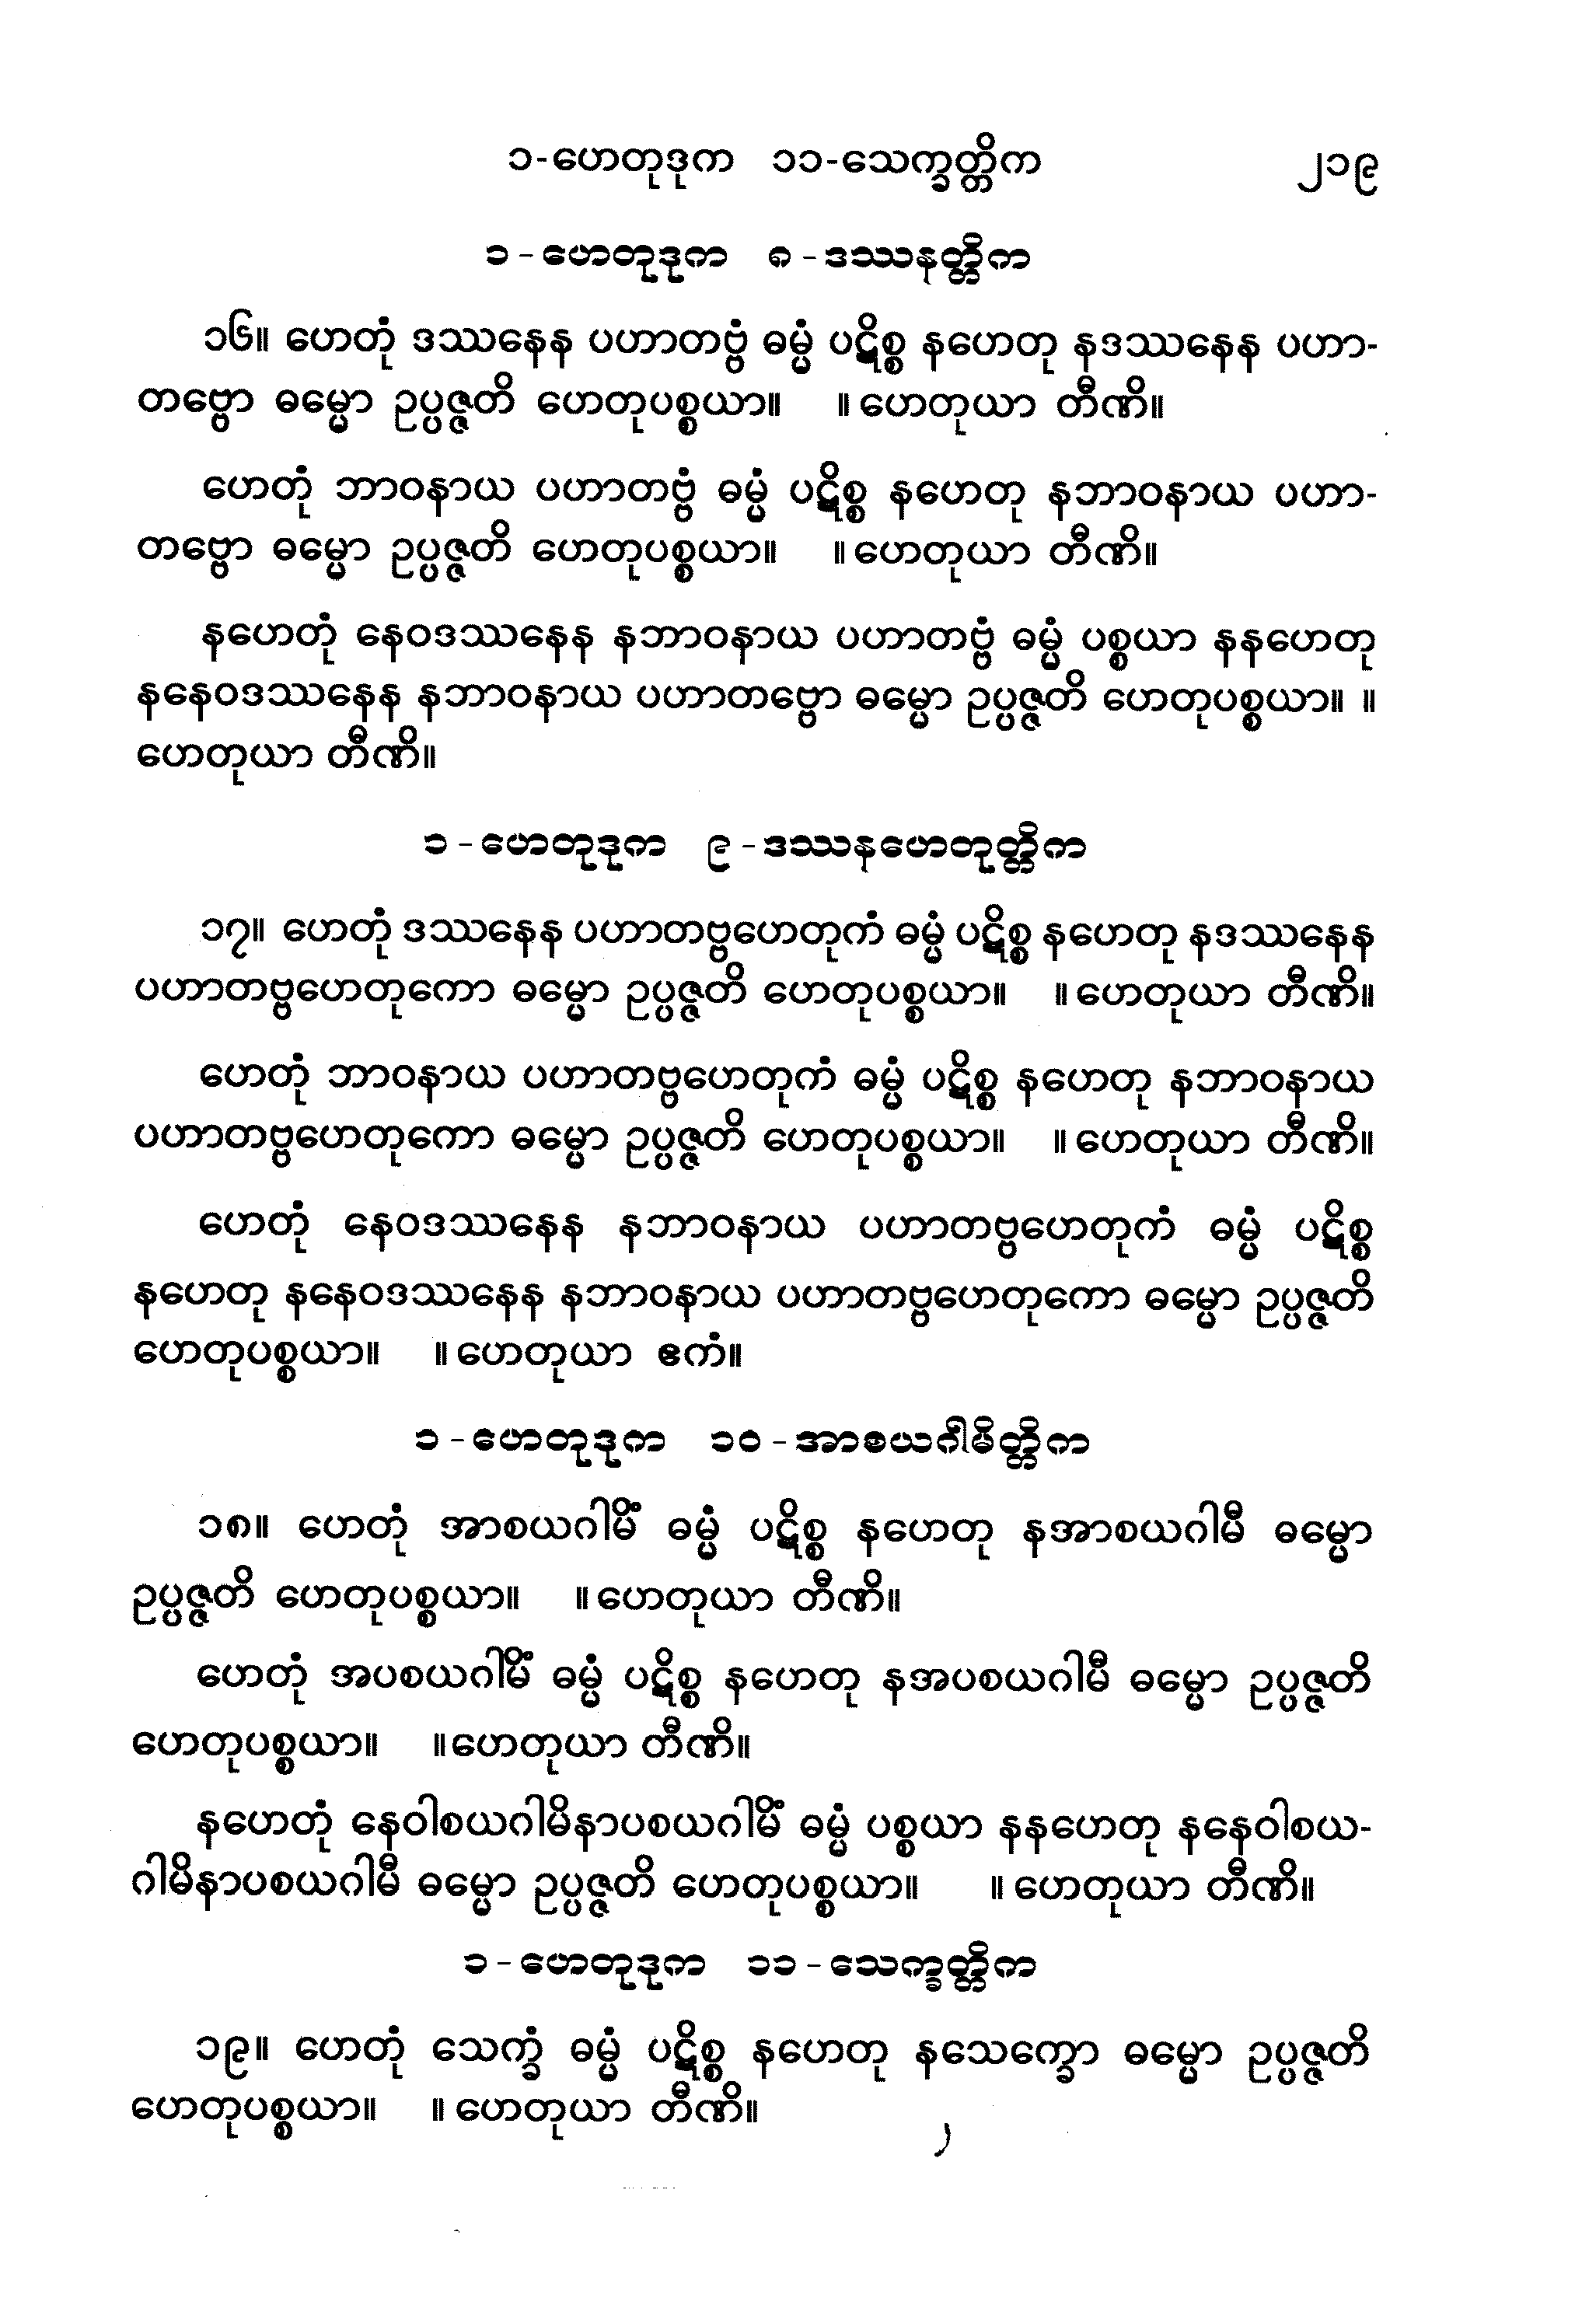 ၁-ဟေတုဒုက ၁၁-သေက္ခတ္တိက ၂၁၉
၁-ဟေတုဒုက ၈-ဒဿနတ္တိက
၁၆။ ဟေတုံ ဒဿနေန ပဟာတဗ္ဗံ ဓမ္မံ ပဋိစ္စ နဟေတု နဒဿနေန ပဟာ-
တဗ္ဗော ဓမ္မော ဥပ္ပဇ္ဇတိ ဟေတုပစ္စယာ။ ။ ဟေတုယာ တီဏိ။
ဟေတုံ ဘာဝနာယ ပဟာတဗ္ဗံ ဓမ္မံ ပဋိစ္စ နဟေတု နဘာဝနာယ ပဟာ-
တဗ္ဗော ဓမ္မော ဥပ္ပဇ္ဇတိ ဟေတုပစ္စယာ။ ။ ဟေတုယာ တီဏိ။
နဟေတုံ နေဝဒဿနေန နဘာဝနာယ ပဟာတဗ္ဗံ ဓမ္မံ ပစ္စယာ နနဟေတု
နနေဝဒဿနေန နဘာဝနာယ ပဟာတဗ္ဗော ဓမ္မော ဥပ္ပဇ္ဇတိ ဟေတုပစ္စယာ။ ။
ဟေတုယာ တီဏိ။
၁-ဟေတုဒုက ၉-ဒဿနဟေတုတ္တိက
၁၇။ ဟေတုံ ဒဿနေန ပဟာတဗ္ဗဟေတုကံ ဓမ္မံ ပဋိစ္စ နဟေတု နဒဿနေန
ပဟာတဗ္ဗဟေတုကော ဓမ္မော ဥပ္ပဇ္ဇတိ ဟေတုပစ္စယာ။ ။ ဟေတုယာ တီဏိ။
ဟေတုံ ဘာဝနာယ ပဟာတဗ္ဗဟေတုကံ ဓမ္မံ ပဋိစ္စ နဟေတု နဘာဝနာယ
ပဟာတဗ္ဗဟေတုကော ဓမ္မော ဥပ္ပဇ္ဇတိ ဟေတုပစ္စယာ။ ။ ဟေတုယာ တီဏိ။
ဟေတုံ နေဝဒဿနေန နဘာဝနာယ ပဟာတဗ္ဗဟေတုကံ ဓမ္မံ ပဋိစ္စ
နဟေတု နနေဝဒဿနေန နဘာဝနာယ ပဟာတဗ္ဗဟေတုကော ဓမ္မော ဥပ္ပဇ္ဇတိ
ဟေတုပစ္စယာ။ ။ ဟေတုယာ ဧကံ။
၁-ဟေတုဒုက ၁၀-အာစယဂါမိတ္တိက
၁၈။ ဟေတုံ အာစယဂါမိံ ဓမ္မံ ပဋိစ္စ နဟေတု နအာစယဂါမီ ဓမ္မော
ဥပ္ပဇ္ဇတိ ဟေတုပစ္စယာ။ ။ ဟေတုယာ တီဏိ။
ဟေတုံ အပစယဂါမိံ ဓမ္မံ ပဋိစ္စ နဟေတု နအပစယဂါမီ ဓမ္မော ဥပ္ပဇ္ဇတိ
ဟေတုပစ္စယာ။ ။ ဟေတုယာ တီဏိ။
နဟေတုံ နေဝါစယဂါမိနာပစယဂါမိံ ဓမ္မံ ပစ္စယာ နနဟေတု နနေဝါစယ-
ဂါမိနာပစယဂါမီ ဓမ္မော ဥပ္ပဇ္ဇတိ ဟေတုပစ္စယာ။ ။ ဟေတုယာ တီဏိ။
၁-ဟေတုဒုက ၁၁-သေက္ခတ္တိက
၁၉။ ဟေတုံ သေက္ခံ ဓမ္မံ ပဋိစ္စ နဟေတု နသေက္ခော ဓမ္မော ဥပ္ပဇ္ဇတိ
ဟေတုပစ္စယာ။ ။ ဟေတုယာ တီဏိ။